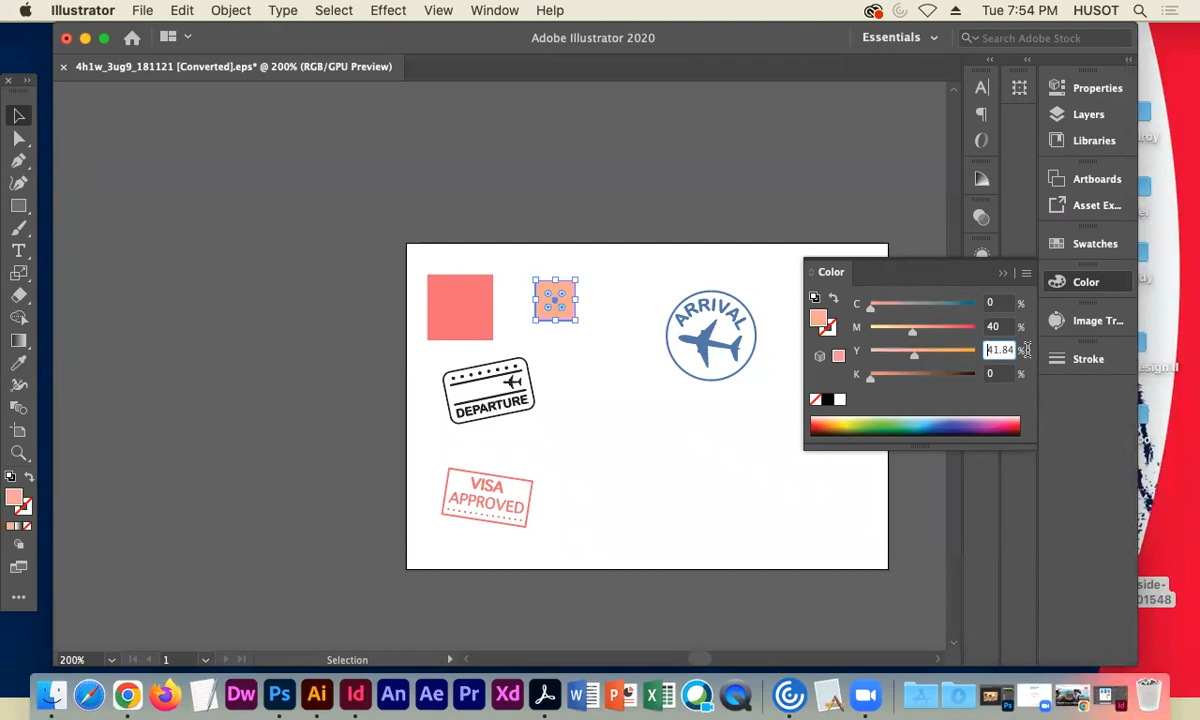 Illustrator File Edit Object Type Select Effect View Window Help Tue 7:54 PM HUSOT
Adobe Illustrator 2020 Essentials Search Adobe Stock
× 4h1w_3ug9_181121 [Converted].eps* @ 200% (RGB/GPU Preview)
Properties
Layers
Libraries
Artboards
Asset Ex...
Swatches
Color
Image Tr...
Stroke
Color
C 0 %
M 40 %
Y 41.84 %
K 0 %
ARRIVAL
DEPARTURE
VISA
APPROVED
side-
01548
200% 1 Selection
Dw Ps Ai Id An Ae Pr Xd